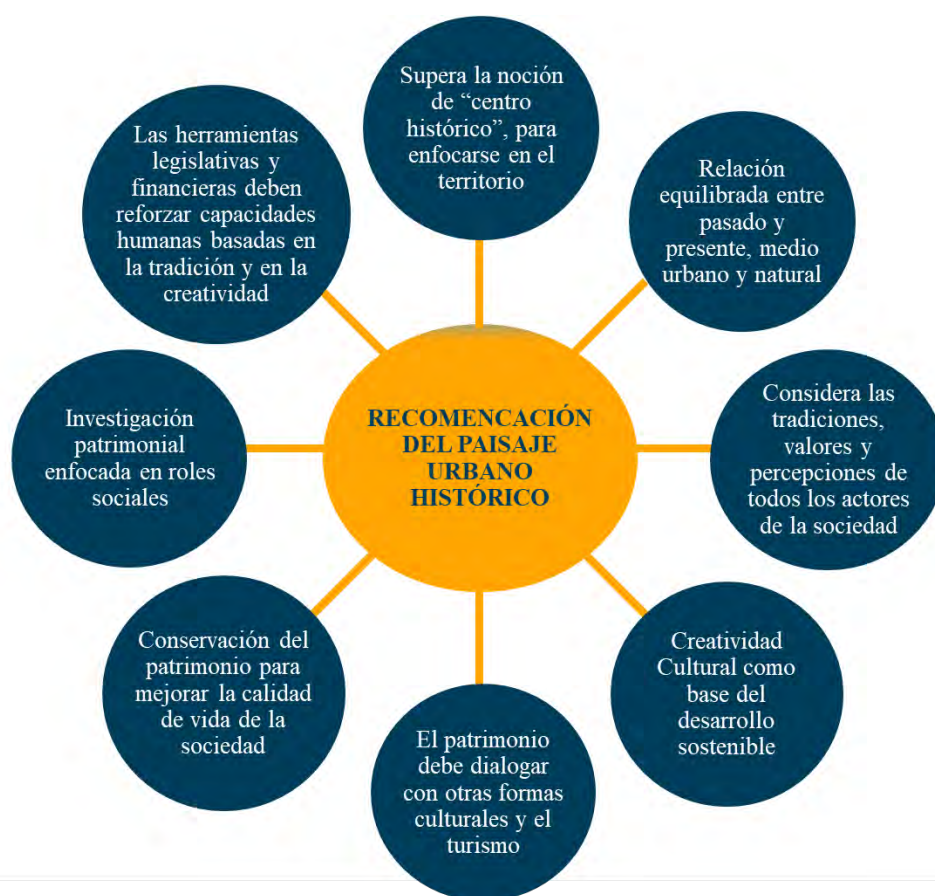 Supera la noción
de “centro
histórico”, para
enfocarse en el
territorio
Relación
equilibrada entre
pasado y
presente, medio
urbano y natural
Considera las
tradiciones,
valores y
percepciones de
todos los actores
de la sociedad
Creatividad
Cultural como
base del
desarrollo
sostenible
El patrimonio
debe dialogar
con otras formas
culturales y el
turismo
Conservación del
patrimonio para
mejorar la calidad
de vida de la
sociedad
Investigación
patrimonial
enfocada en roles
sociales
Las herramientas
legislativas y
financieras deben
reforzar capacidades
humanas basadas en
la tradición y en la
creatividad
RECOMENCACIÓN
DEL PAISAJE
URBANO
HISTÓRICO